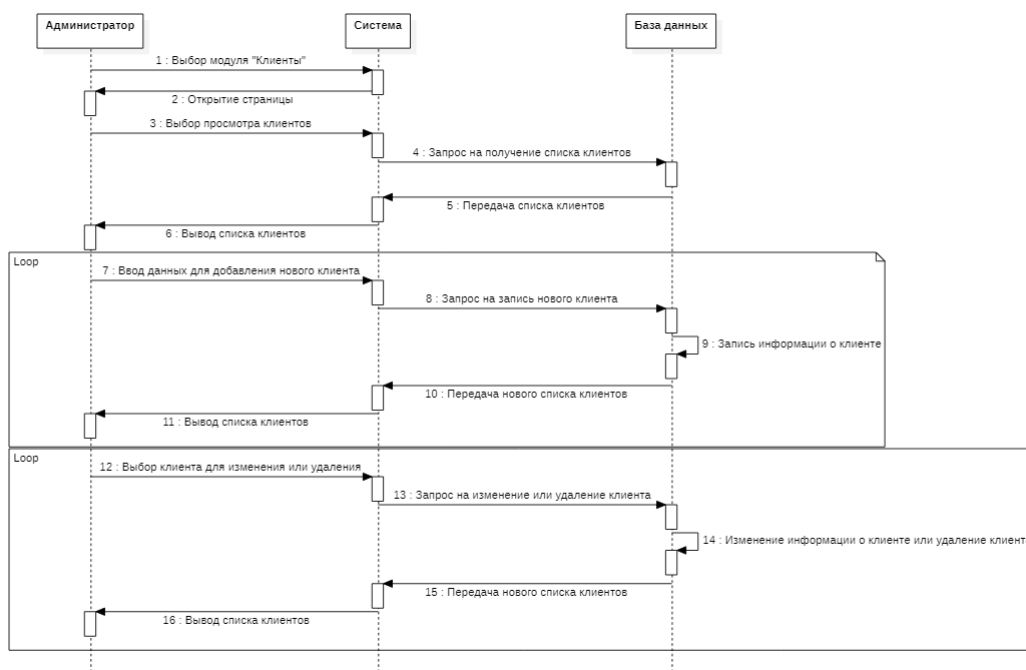 Администратор
Система
База данных
1 : Выбор модуля "Клиенты"
2 : Открытие страницы
3 : Выбор просмотра клиентов
4 : Запрос на получение списка клиентов
5 : Передача списка клиентов
6 : Вывод списка клиентов
Loop
7 : Ввод данных для добавления нового клиента
8 : Запрос на запись нового клиента
9 : Запись информации о клиенте
10 : Передача нового списка клиентов
11 : Вывод списка клиентов
Loop
12 : Выбор клиента для изменения или удаления
13 : Запрос на изменение или удаление клиента
14 : Изменение информации о клиенте или удаление клиент
15 : Передача нового списка клиентов
16 : Вывод списка клиентов